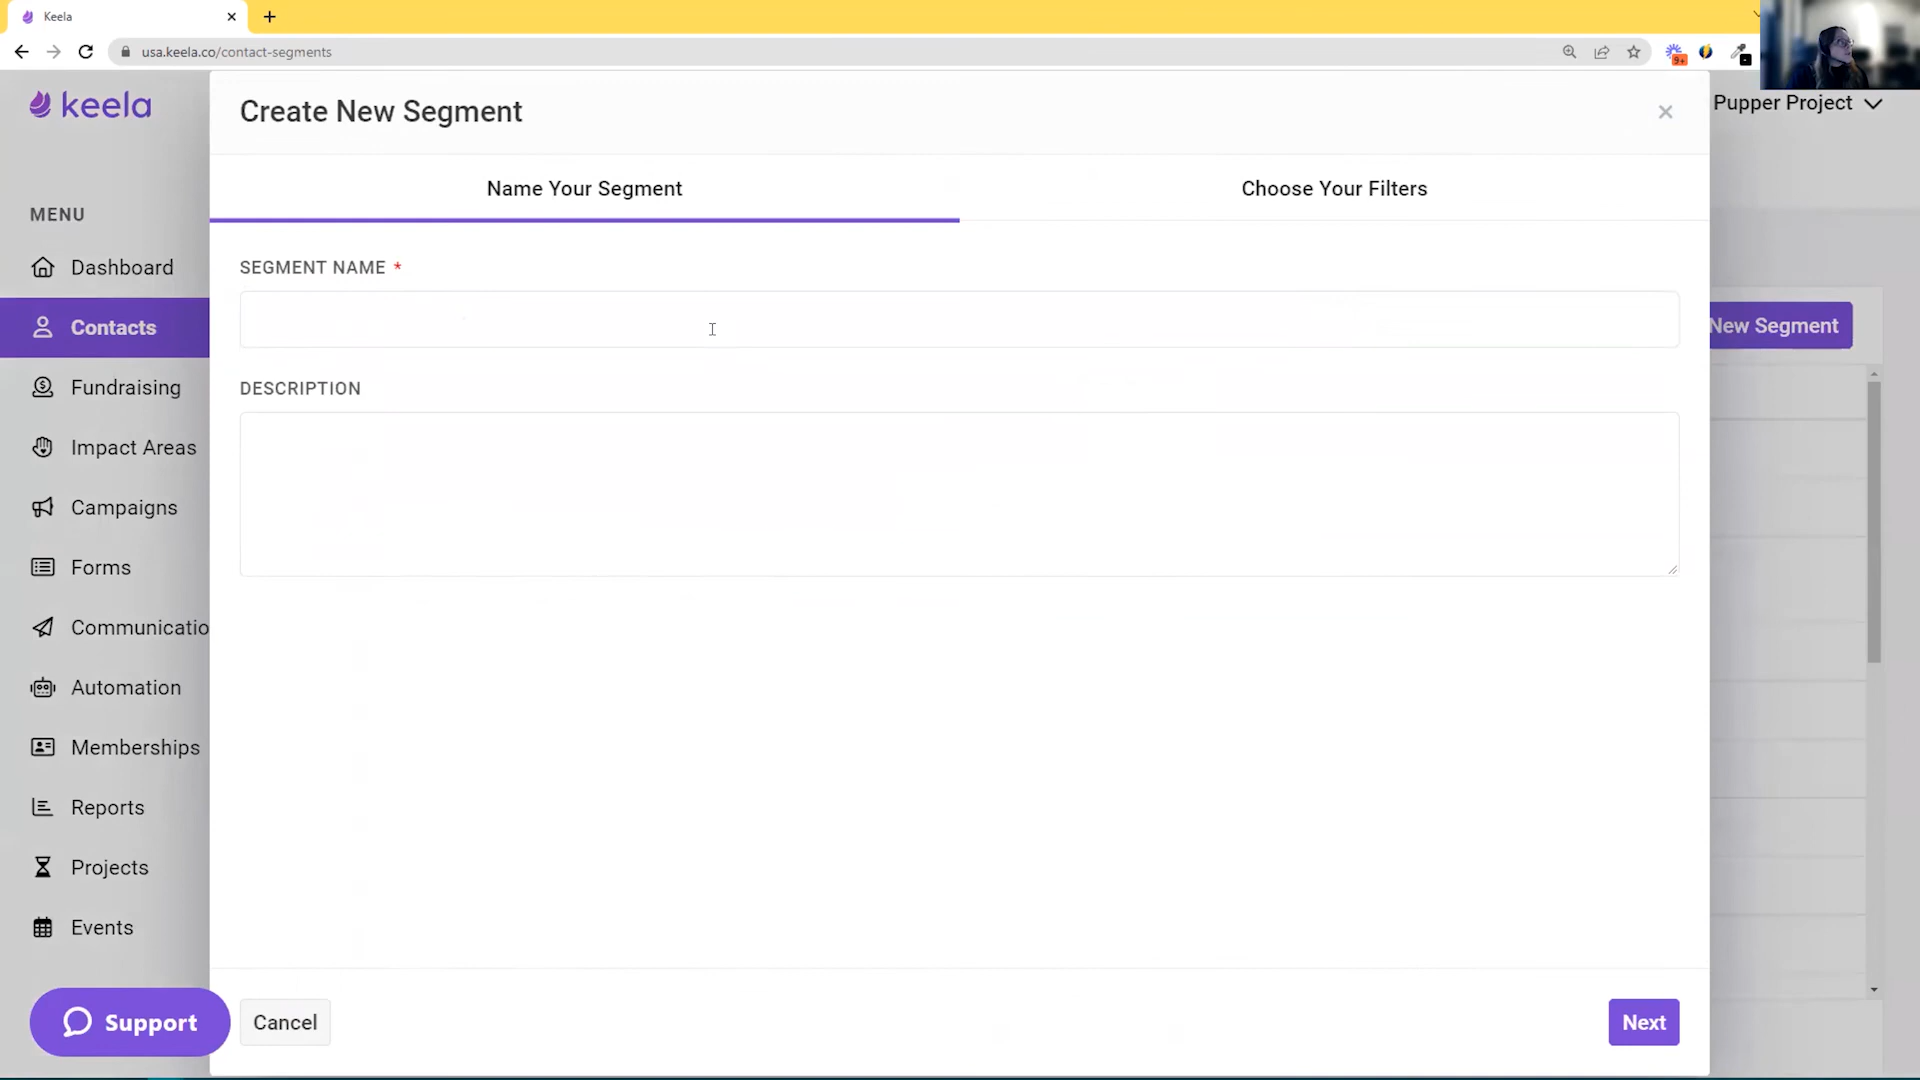 Keela
usa.keela.co/contact-segments
9+
keela
Create New Segment
Pupper Project
Name Your Segment
Choose Your Filters
MENU
SEGMENT NAME *
Dashboard
Contacts
New Segment
DESCRIPTION
Fundraising
Impact Areas
Campaigns
Forms
Communicatio
Automation
Memberships
Reports
Projects
Events
Support
Cancel
Next